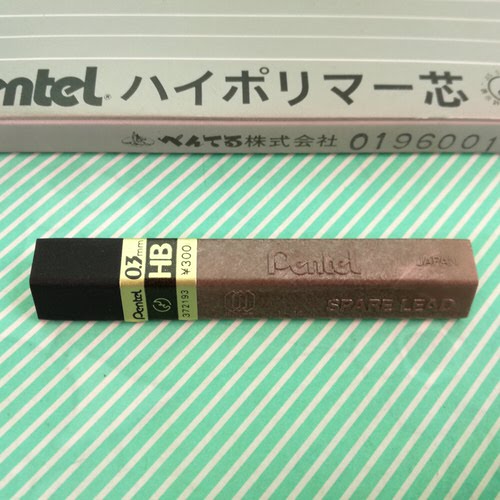 Pentel® ハイポリマー芯
ぺんてる株式会社 0196001
Pentel
0.3mm
HB
¥300
372193
Pentel JAPAN
SPARE LEAD